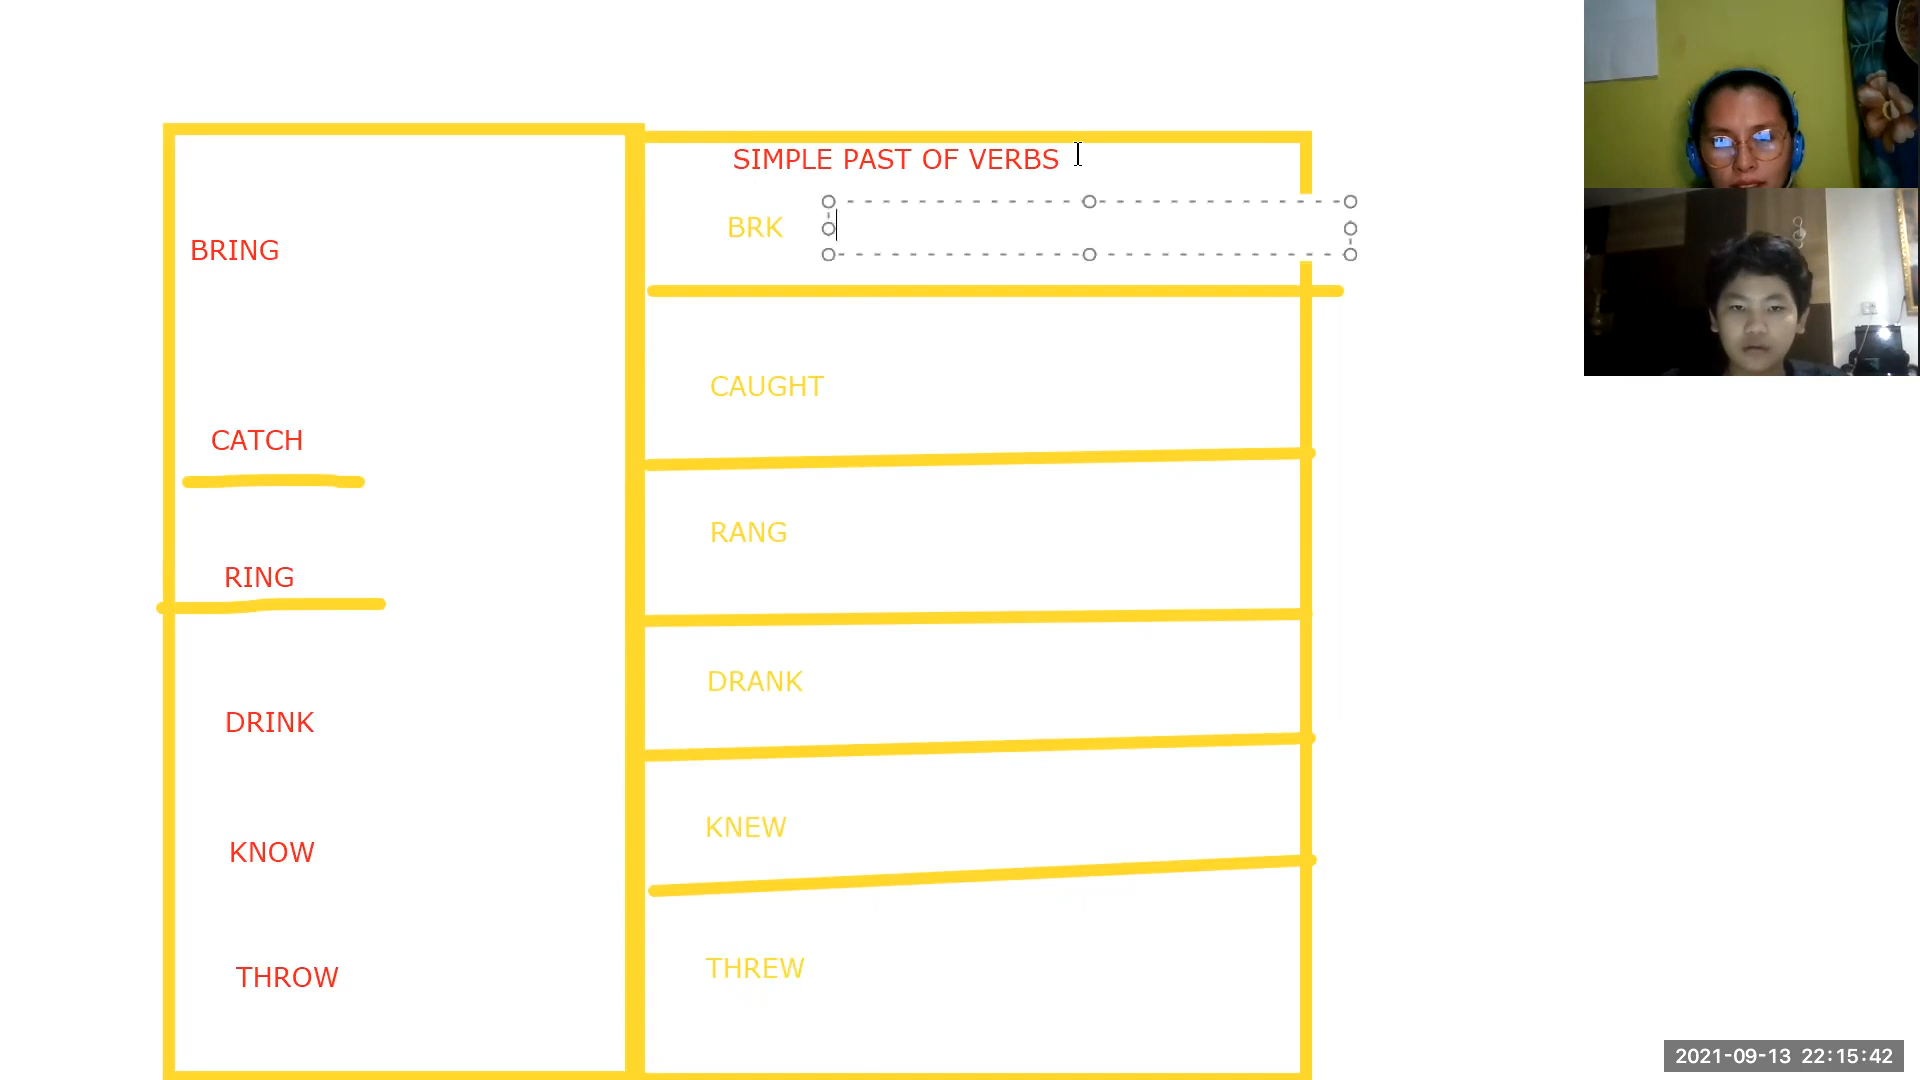 SIMPLE PAST OF VERBS
BRING
BRK
CATCH
CAUGHT
RING
RANG
DRINK
DRANK
KNOW
KNEW
THROW
THREW
2021-09-13 22:15:42